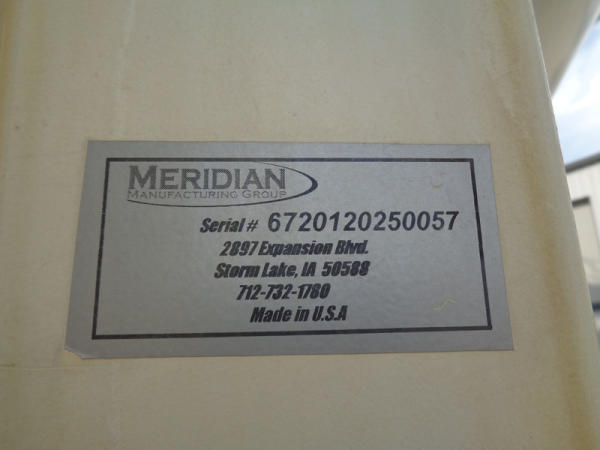 MERIDIAN
MANUFACTURING GROUP
Serial # 6720120250057
2897 Expansion Blvd.
Storm Lake, IA 50588
712-732-1780
Made in U.S.A